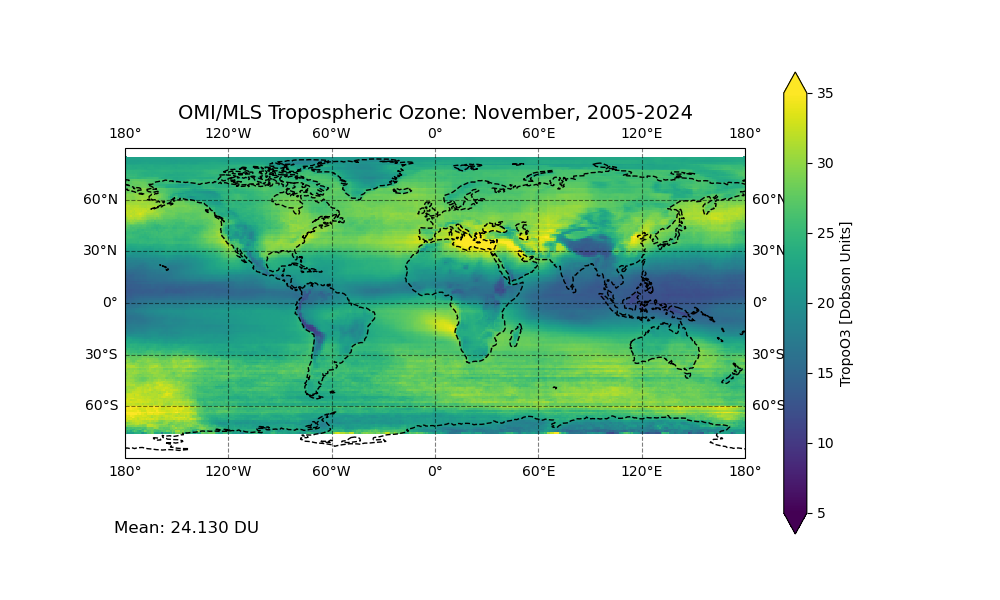 OMI/MLS Tropospheric Ozone: November, 2005-2024
180° 120°W 60°W 0° 60°E 120°E 180°
60°N 60°N
30°N 30°N
0° 0°
30°S 30°S
60°S 60°S
180° 120°W 60°W 0° 60°E 120°E 180°
35
30
25
20
15
10
5
TropoO3 [Dobson Units]
Mean: 24.130 DU